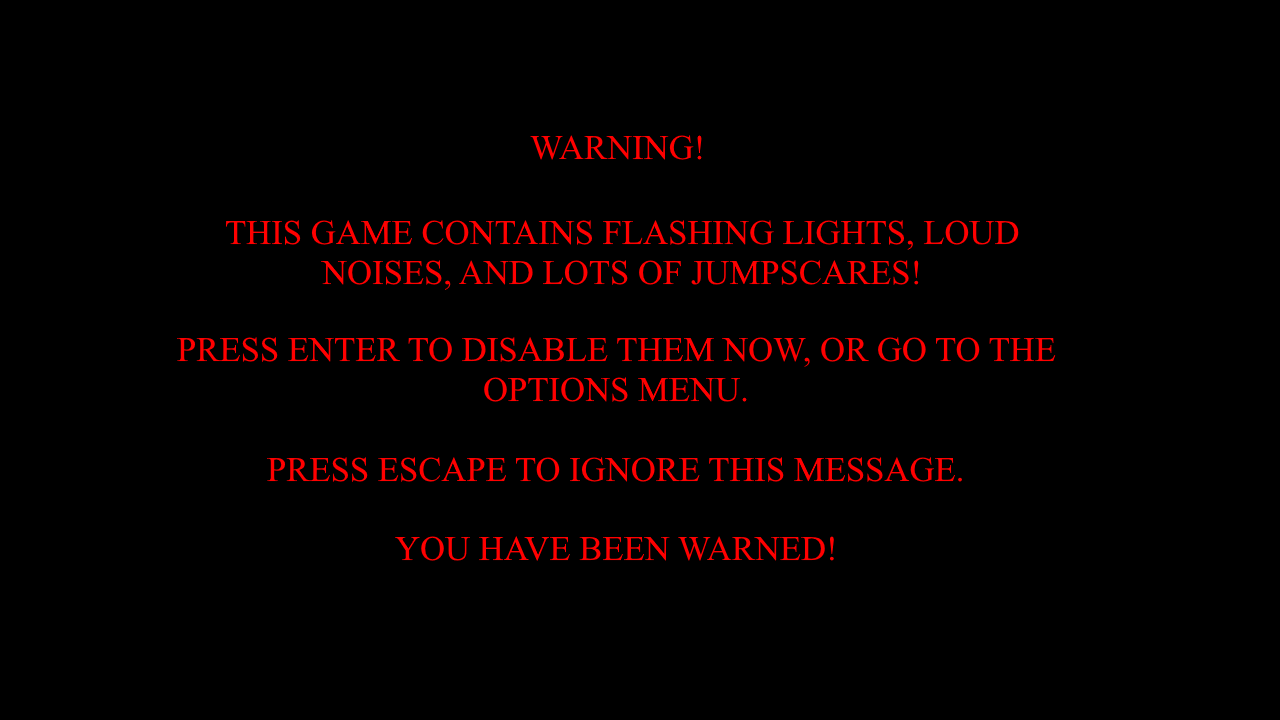 WARNING!
THIS GAME CONTAINS FLASHING LIGHTS, LOUD
NOISES, AND LOTS OF JUMPSCARES!
PRESS ENTER TO DISABLE THEM NOW, OR GO TO THE
OPTIONS MENU.
PRESS ESCAPE TO IGNORE THIS MESSAGE.
YOU HAVE BEEN WARNED!